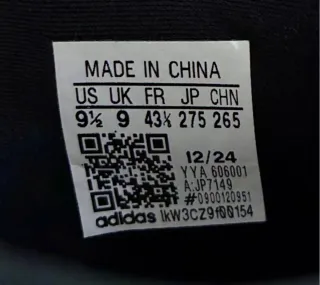 MADE IN CHINA
US UK FR JP CHN
9½ 9 43⅓ 275 265
12/24
YYA 606001
A:JP7149
#0900120951
adidas lkW3CZ9f00154